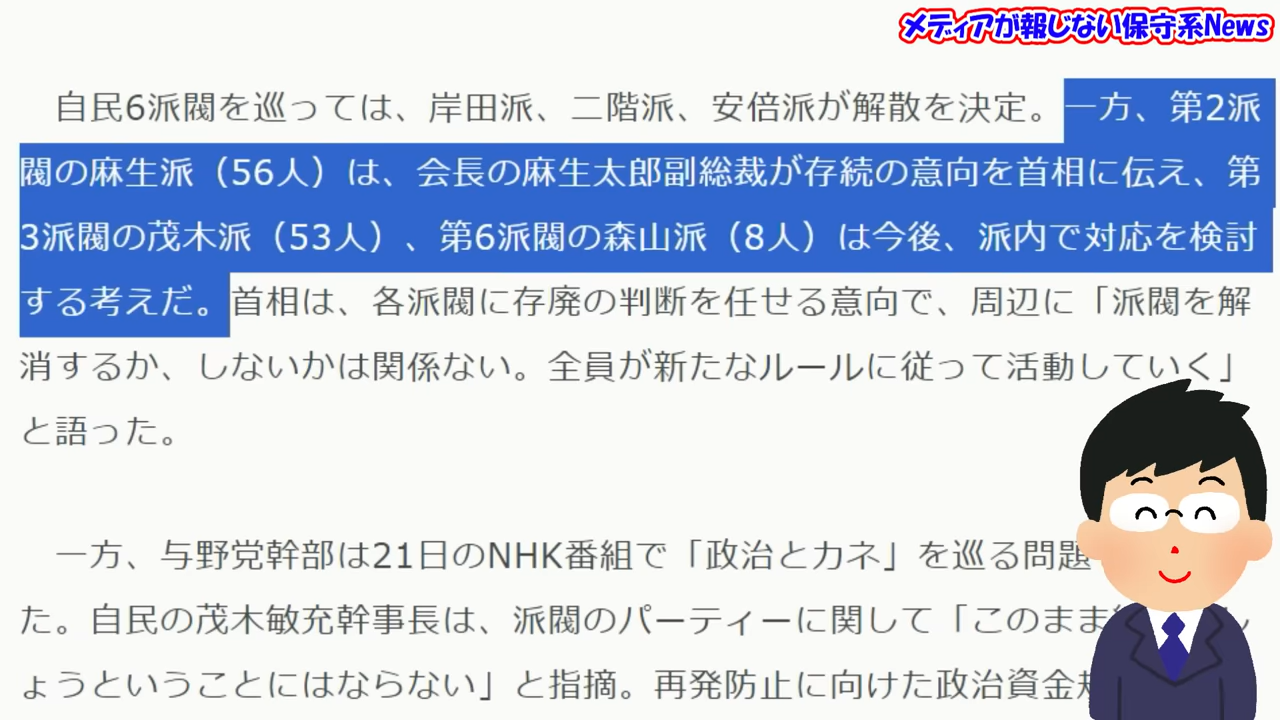 メディアが報じない保守系News
自民6派閥を巡っては、岸田派、二階派、安倍派が解散を決定。一方、第2派
閥の麻生派（56人）は、会長の麻生太郎副総裁が存続の意向を首相に伝え、第
3派閥の茂木派（53人）、第6派閥の森山派（8人）は今後、派内で対応を検討
する考えだ。首相は、各派閥に存廃の判断を任せる意向で、周辺に「派閥を解
消するか、しないかは関係ない。全員が新たなルールに従って活動していく」
と語った。
一方、与野党幹部は21日のNHK番組で「政治とカネ」を巡る問題
た。自民の茂木敏充幹事長は、派閥のパーティーに関して「このまま
ょうということにはならない」と指摘。再発防止に向けた政治資金